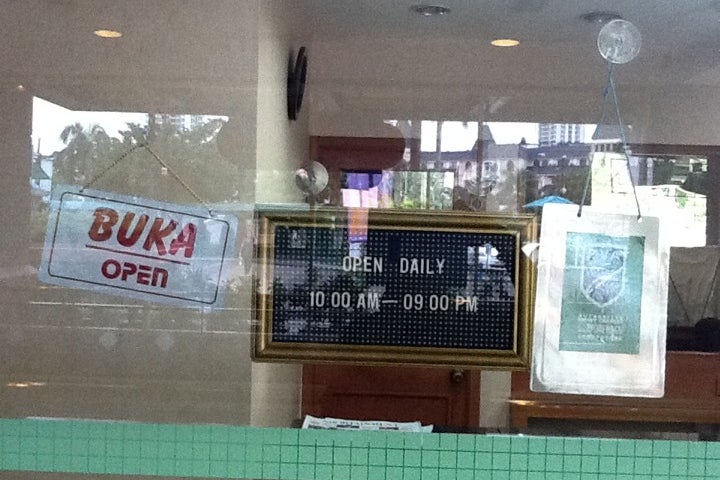 BUKA
OPEN
OPEN DAILY
10:00 AM — 09:00 PM